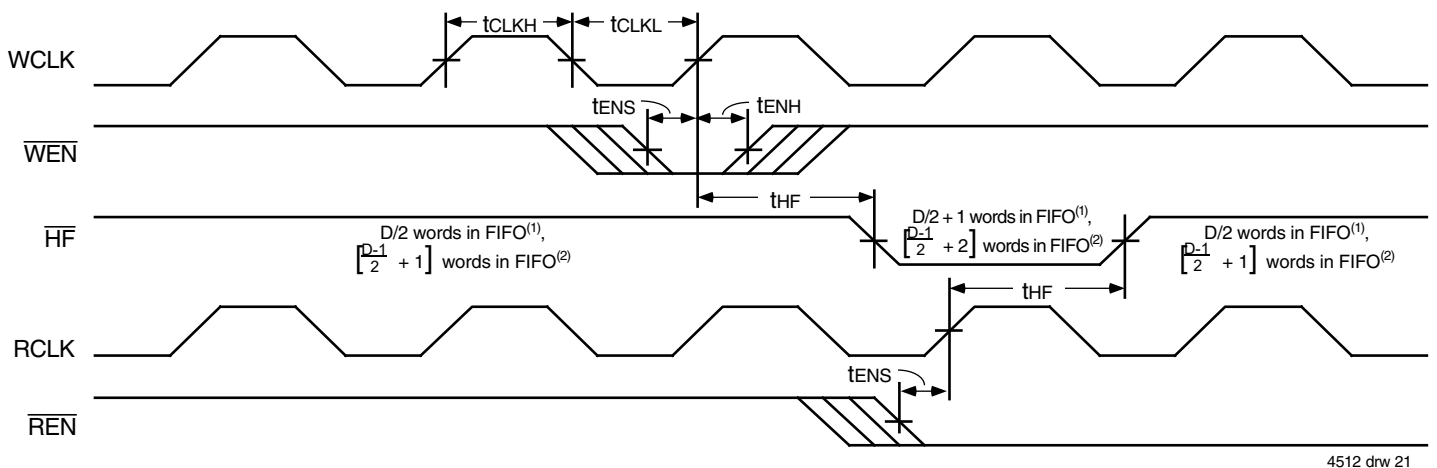 tCLKH
tCLKL
WCLK
tENS
tENH
WEN
tHF
HF
D/2 words in FIFO(1),
[D-1/2 + 1] words in FIFO(2)
D/2 + 1 words in FIFO(1),
[D-1/2 + 2] words in FIFO(2)
D/2 words in FIFO(1),
[D-1/2 + 1] words in FIFO(2)
tHF
RCLK
tENS
REN
4512 drw 21